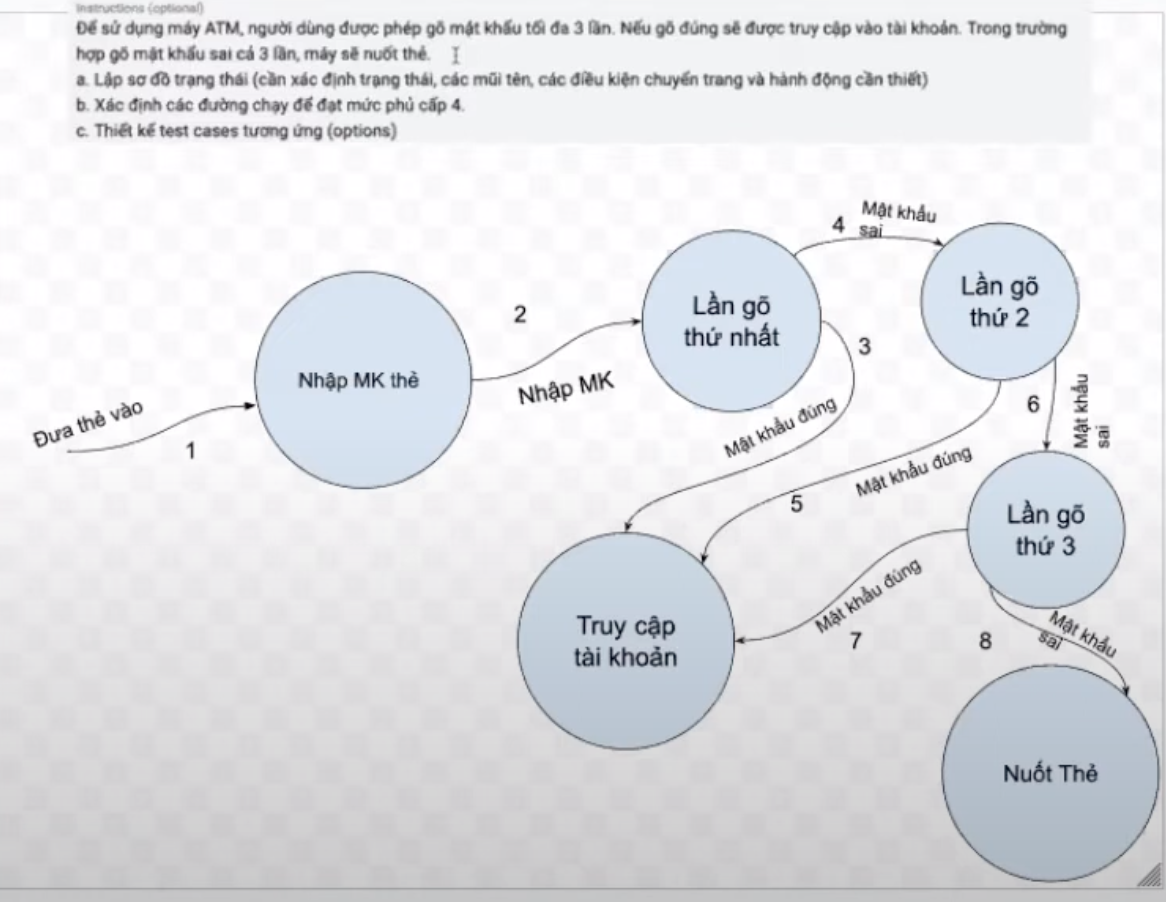 Instructions (optional)
Để sử dụng máy ATM, người dùng được phép gõ mật khẩu tối đa 3 lần. Nếu gõ đúng sẽ được truy cập vào tài khoản. Trong trường
hợp gõ mật khẩu sai cả 3 lần, máy sẽ nuốt thẻ.
a. Lập sơ đồ trạng thái (cần xác định trạng thái, các mũi tên, các điều kiện chuyển trang và hành động cần thiết)
b. Xác định các đường chạy để đạt mức phủ cấp 4.
c. Thiết kế test cases tương ứng (options)
4
Mật khẩu
sai
Lần gõ
thứ nhất
Lần gõ
thứ 2
2
3
Nhập MK thẻ
Nhập MK
Đưa thẻ vào
1
Mật khẩu đúng
6
Mật khẩu
sai
Mật khẩu đúng
5
Lần gõ
thứ 3
Truy cập
tài khoản
Mật khẩu đúng
7
8
Mật khẩu
sai
Nuốt Thẻ